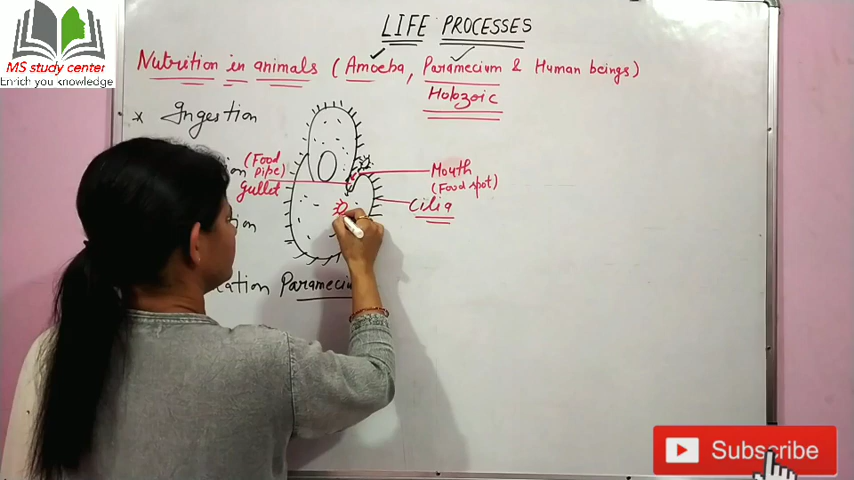 LIFE PROCESSES
MS study center
Enrich you knowledge
Nutrition in animals (Amoeba, Paramecium & Human beings)
Holozoic
* Ingestion
(Food
pipe)
Gullet
Mouth
(Food spot)
Cilia
Subscribe